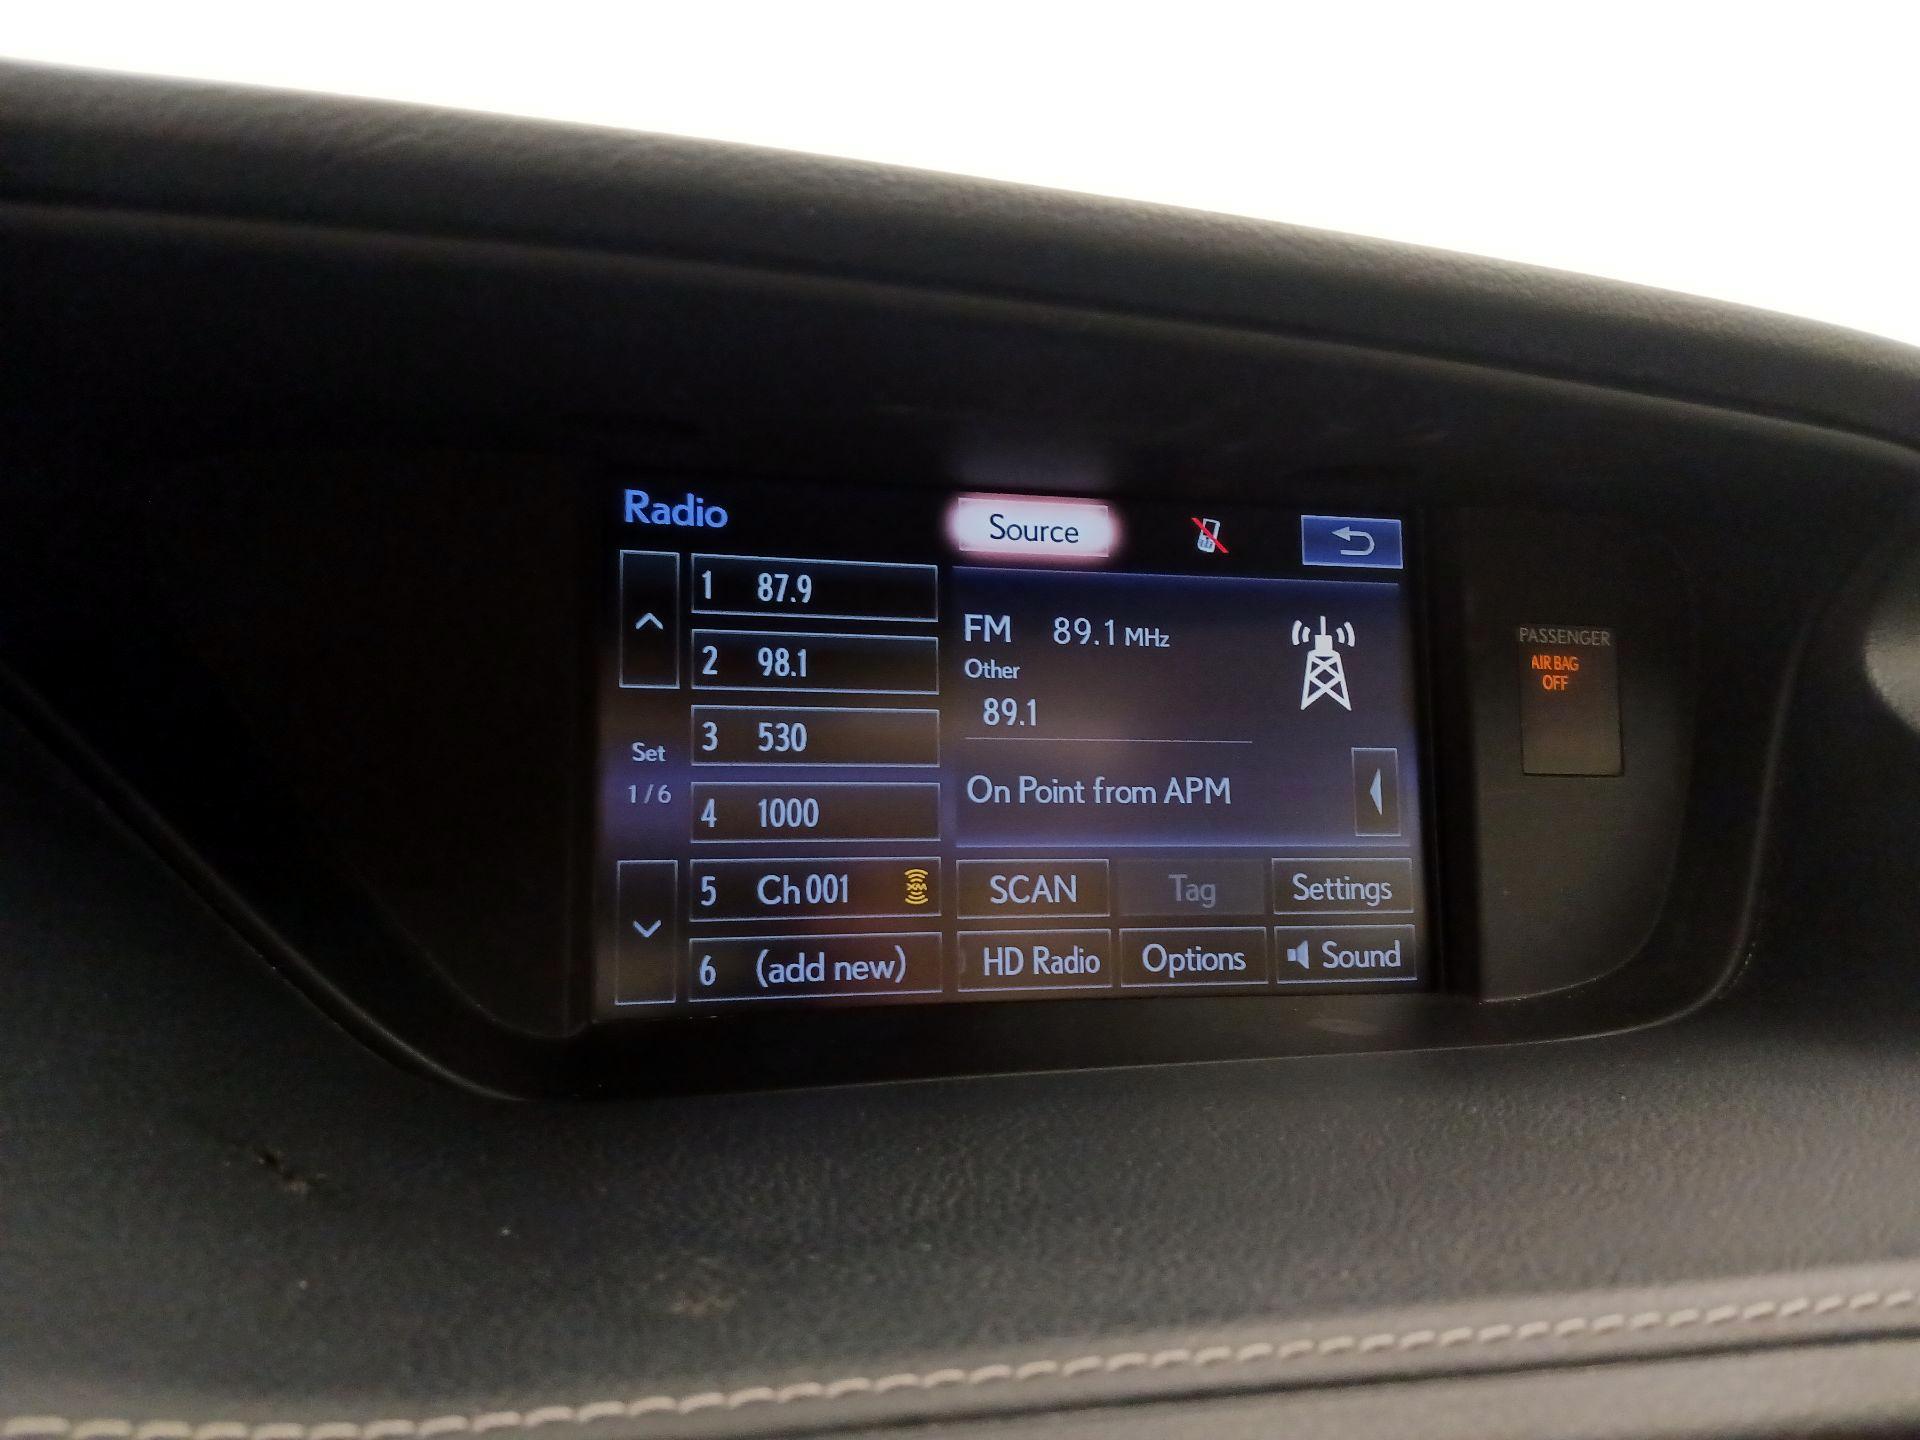 Radio
Source
1 87.9
2 98.1
3 530
4 1000
5 Ch 001 XM
6 (add new)
Set
1/6
FM 89.1 MHz
Other
89.1
On Point from APM
SCAN
Tag
Settings
HD Radio
Options
Sound
PASSENGER
AIR BAG
OFF